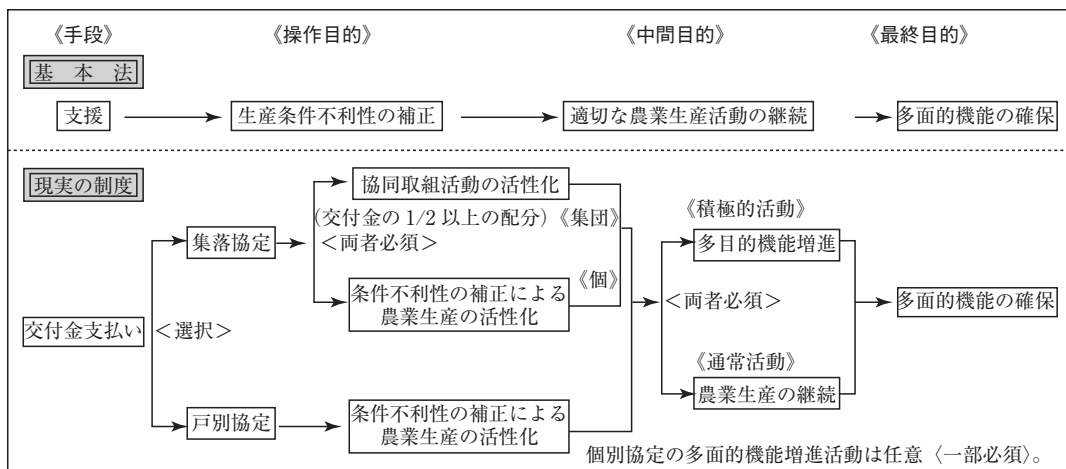 《手段》 《操作目的》 《中間目的》 《最終目的》
基 本 法
支援 生産条件不利性の補正 適切な農業生産活動の継続 多面的機能の確保
現実の制度
協同取組活動の活性化
(交付金の 1/2 以上の配分) 《集団》
<両者必須>
集落協定
《個》
条件不利性の補正による
農業生産の活性化
交付金支払い
<選択>
戸別協定
条件不利性の補正による
農業生産の活性化
《積極的活動》
多目的機能増進
<両者必須>
《通常活動》
農業生産の継続
多面的機能の確保
個別協定の多面的機能増進活動は任意〈一部必須〉。